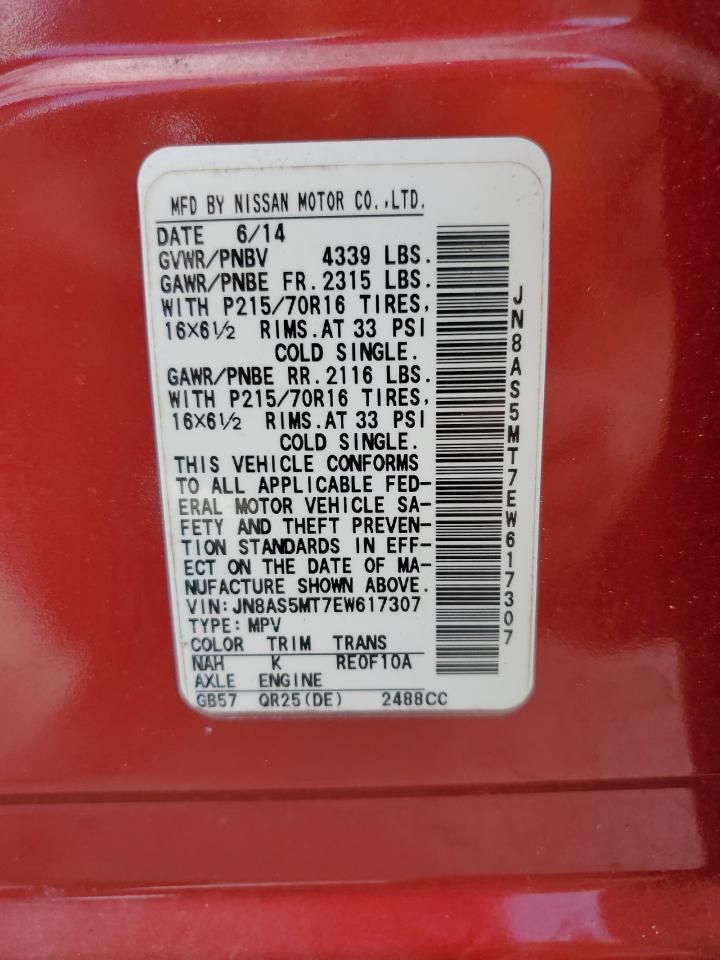 MFD BY NISSAN MOTOR CO.,LTD.
DATE 6/14
GVWR/PNBV 4339 LBS.
GAWR/PNBE FR.2315 LBS.
WITH P215/70R16 TIRES,
16×6½ RIMS.AT 33 PSI
COLD SINGLE.
GAWR/PNBE RR.2116 LBS.
WITH P215/70R16 TIRES,
16×6½ RIMS.AT 33 PSI
COLD SINGLE.
THIS VEHICLE CONFORMS
TO ALL APPLICABLE FED-
ERAL MOTOR VEHICLE SA-
FETY AND THEFT PREVEN-
TION STANDARDS IN EFF-
ECT ON THE DATE OF MA-
NUFACTURE SHOWN ABOVE.
VIN:JN8AS5MT7EW617307
TYPE:MPV
COLOR TRIM TRANS
NAH K RE0F10A
AXLE ENGINE
GB57 QR25(DE) 2488CC
JN8AS5MT7EW617307